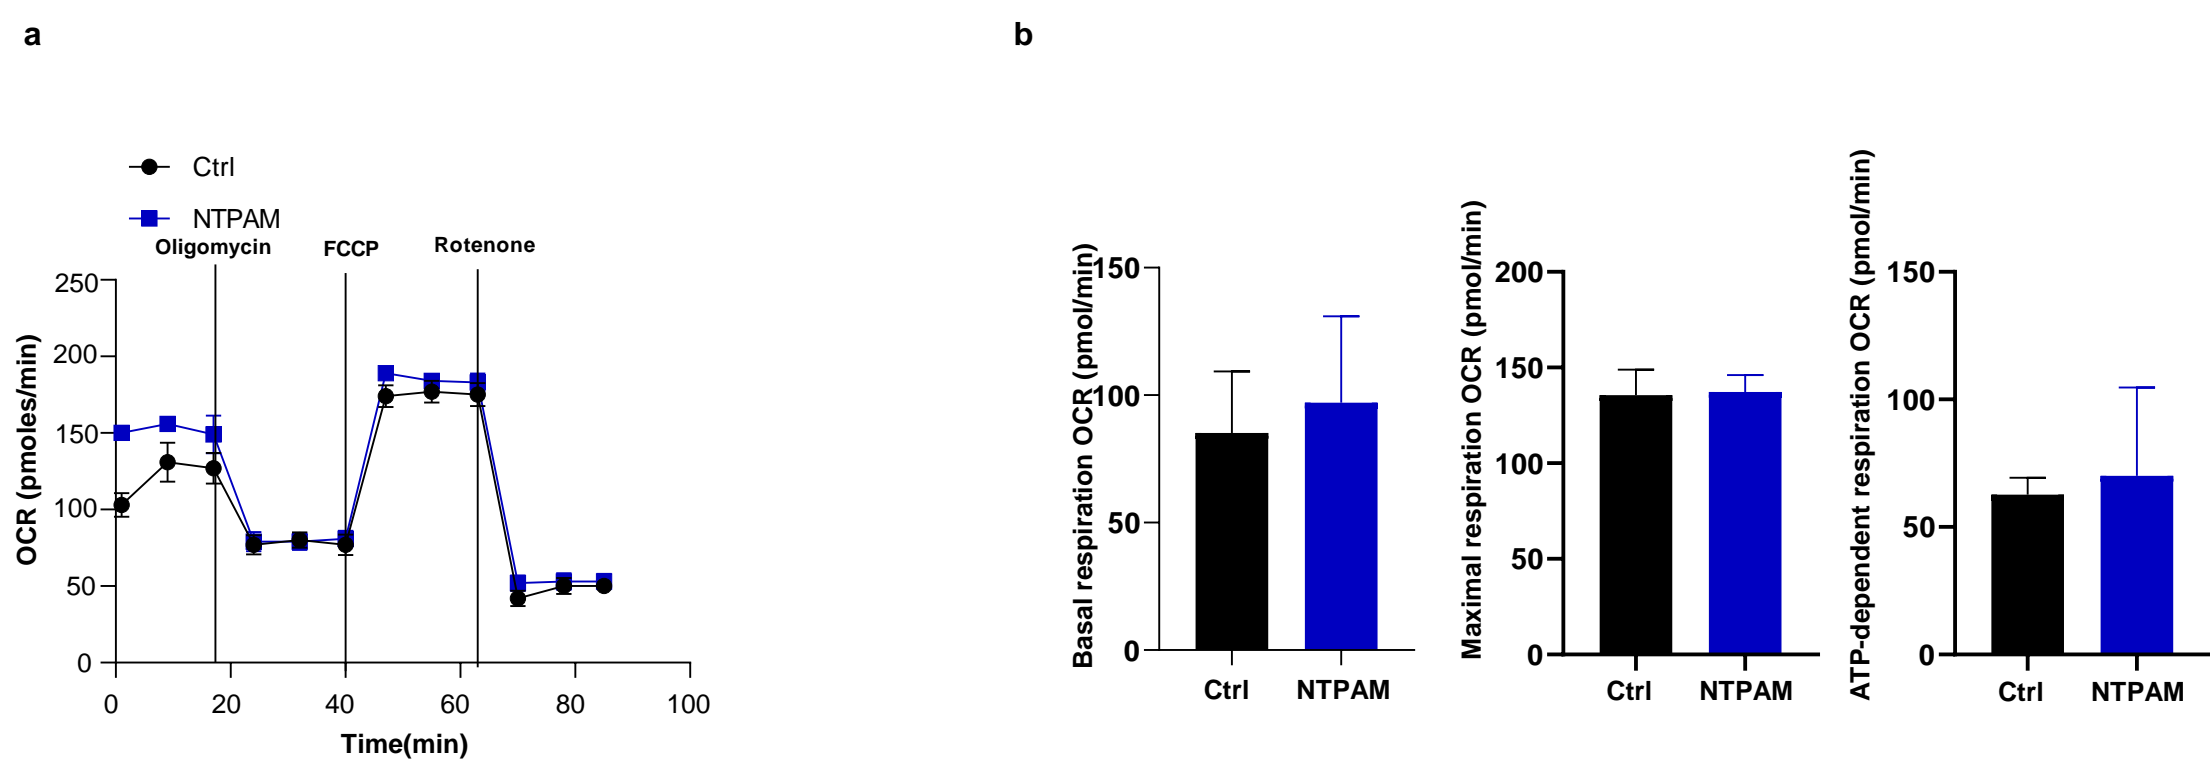 a
Ctrl
NTPAM
Oligomycin
FCCP
Rotenone
OCR (pmoles/min)
250
200
150
100
50
0
0 20 40 60 80 100
Time(min)
b
Basal respiration OCR (pmol/min)
150
100
50
0
Ctrl NTPAM
Maximal respiration OCR (pmol/min)
200
150
100
50
0
Ctrl NTPAM
ATP-dependent respiration OCR (pmol/min)
150
100
50
0
Ctrl NTPAM